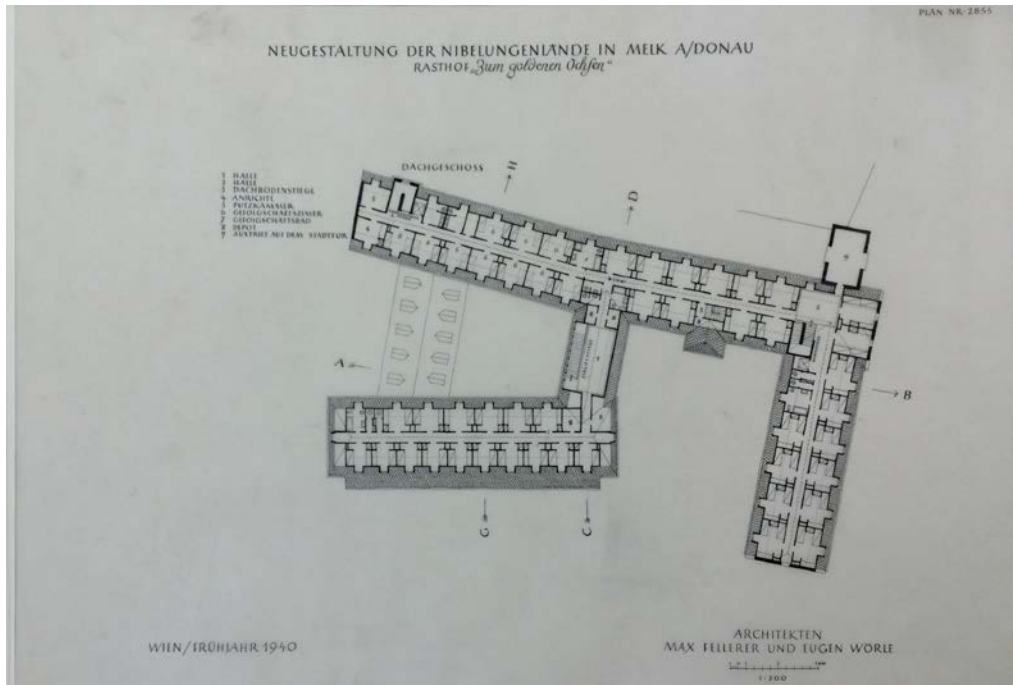 PLAN NR·2855
NEUGESTALTUNG DER NIBELUNGENLÄNDE IN MELK A/DONAU
RASTHOF „Zum goldenen Ochsen“
DACHGESCHOSS
1 HALLE
2 HALLE
3 DACHBODENSTIEGE
4 ANRICHTE
5 PUTZKAMMER
6 GEFOLGSCHAFTSZIMMER
7 GEFOLGSCHAFTSBAD
8 DEPOT
9 AUSTRITT AUF DEM STADTTOR
H
D
A
B
G
C
WIEN/FRÜHJAHR 1940
ARCHITEKTEN
MAX FELLERER UND EUGEN WÖRLE
1:200